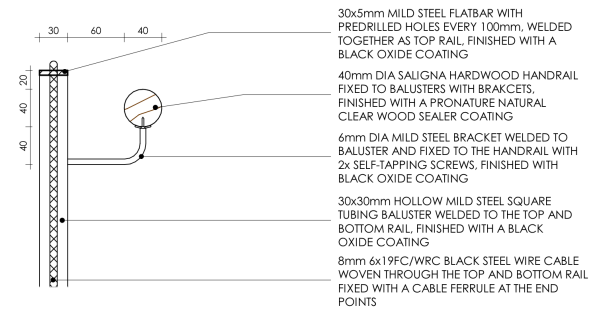 30 60 40
20
40
40
30x5mm MILD STEEL FLATBAR WITH
PREDRILLED HOLES EVERY 100mm, WELDED
TOGETHER AS TOP RAIL, FINISHED WITH A
BLACK OXIDE COATING
40mm DIA SALIGNA HARDWOOD HANDRAIL
FIXED TO BALUSTERS WITH BRAKCETS,
FINISHED WITH A PRONATURE NATURAL
CLEAR WOOD SEALER COATING
6mm DIA MILD STEEL BRACKET WELDED TO
BALUSTER AND FIXED TO THE HANDRAIL WITH
2x SELF-TAPPING SCREWS, FINISHED WITH
BLACK OXIDE COATING
30x30mm HOLLOW MILD STEEL SQUARE
TUBING BALUSTER WELDED TO THE TOP AND
BOTTOM RAIL, FINISHED WITH A BLACK
OXIDE COATING
8mm 6x19FC/WRC BLACK STEEL WIRE CABLE
WOVEN THROUGH THE TOP AND BOTTOM RAIL
FIXED WITH A CABLE FERRULE AT THE END
POINTS